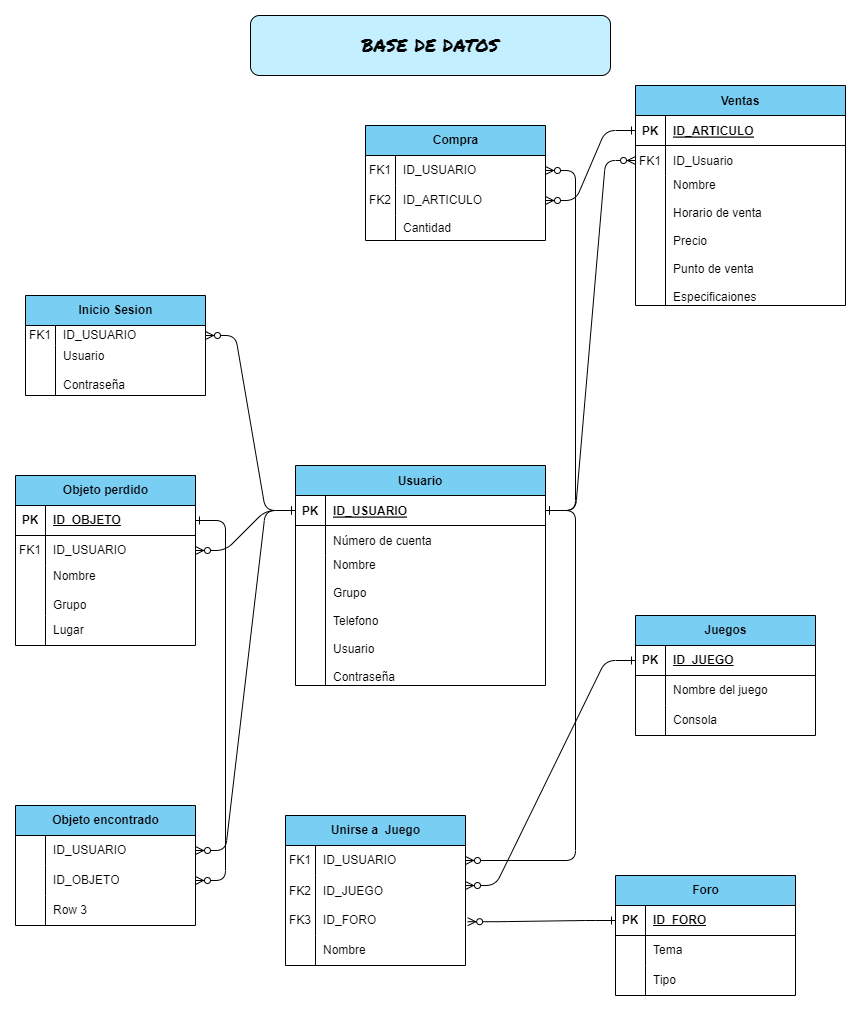 BASE DE DATOS
Ventas
PK ID_ARTICULO
FK1 ID_Usuario
Nombre
Horario de venta
Precio
Punto de venta
Especificaiones
Compra
FK1 ID_USUARIO
FK2 ID_ARTICULO
Cantidad
Inicio Sesion
FK1 ID_USUARIO
Usuario
Contraseña
Usuario
PK ID_USUARIO
Número de cuenta
Nombre
Grupo
Telefono
Usuario
Contraseña
Objeto perdido
PK ID_OBJETO
FK1 ID_USUARIO
Nombre
Grupo
Lugar
Juegos
PK ID_JUEGO
Nombre del juego
Consola
Objeto encontrado
ID_USUARIO
ID_OBJETO
Row 3
Unirse a Juego
FK1 ID_USUARIO
FK2 ID_JUEGO
FK3 ID_FORO
Nombre
Foro
PK ID_FORO
Tema
Tipo